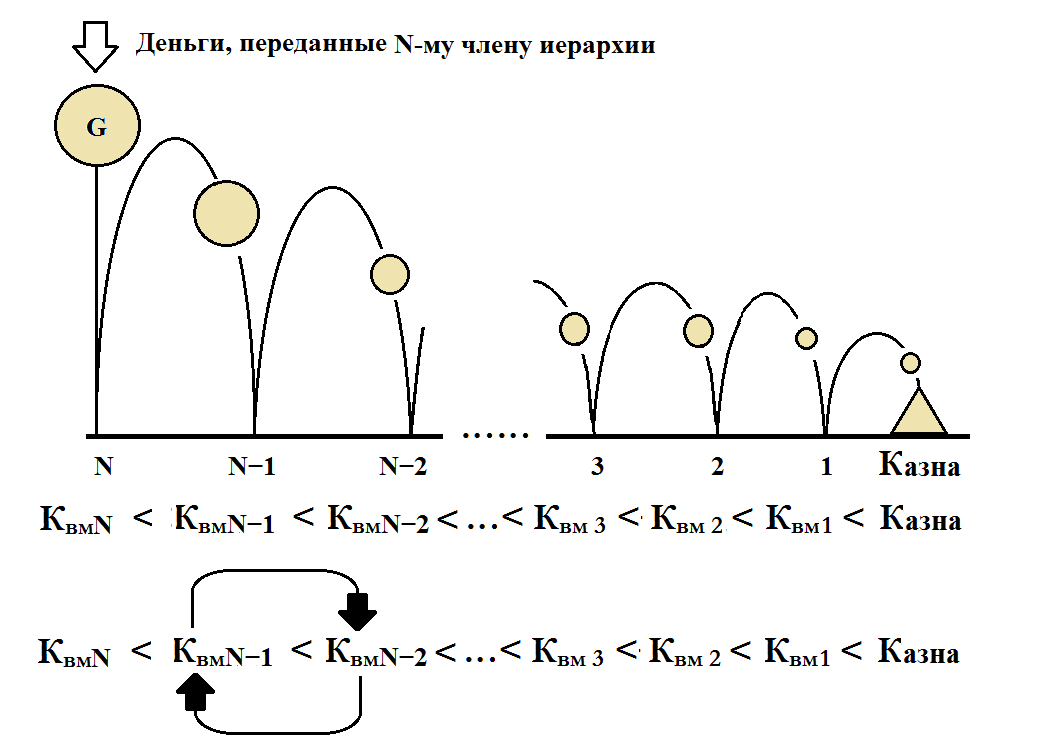 Деньги, переданные N-му члену иерархии
G
N N−1 N−2 ...... 3 2 1 Казна
КвмN < КвмN−1 < КвмN−2 < ...< Квм 3 < Квм 2 < Квм1 < Казна
КвмN < КвмN−1 < КвмN−2 < ...< Квм 3 < Квм 2 < Квм1 < Казна